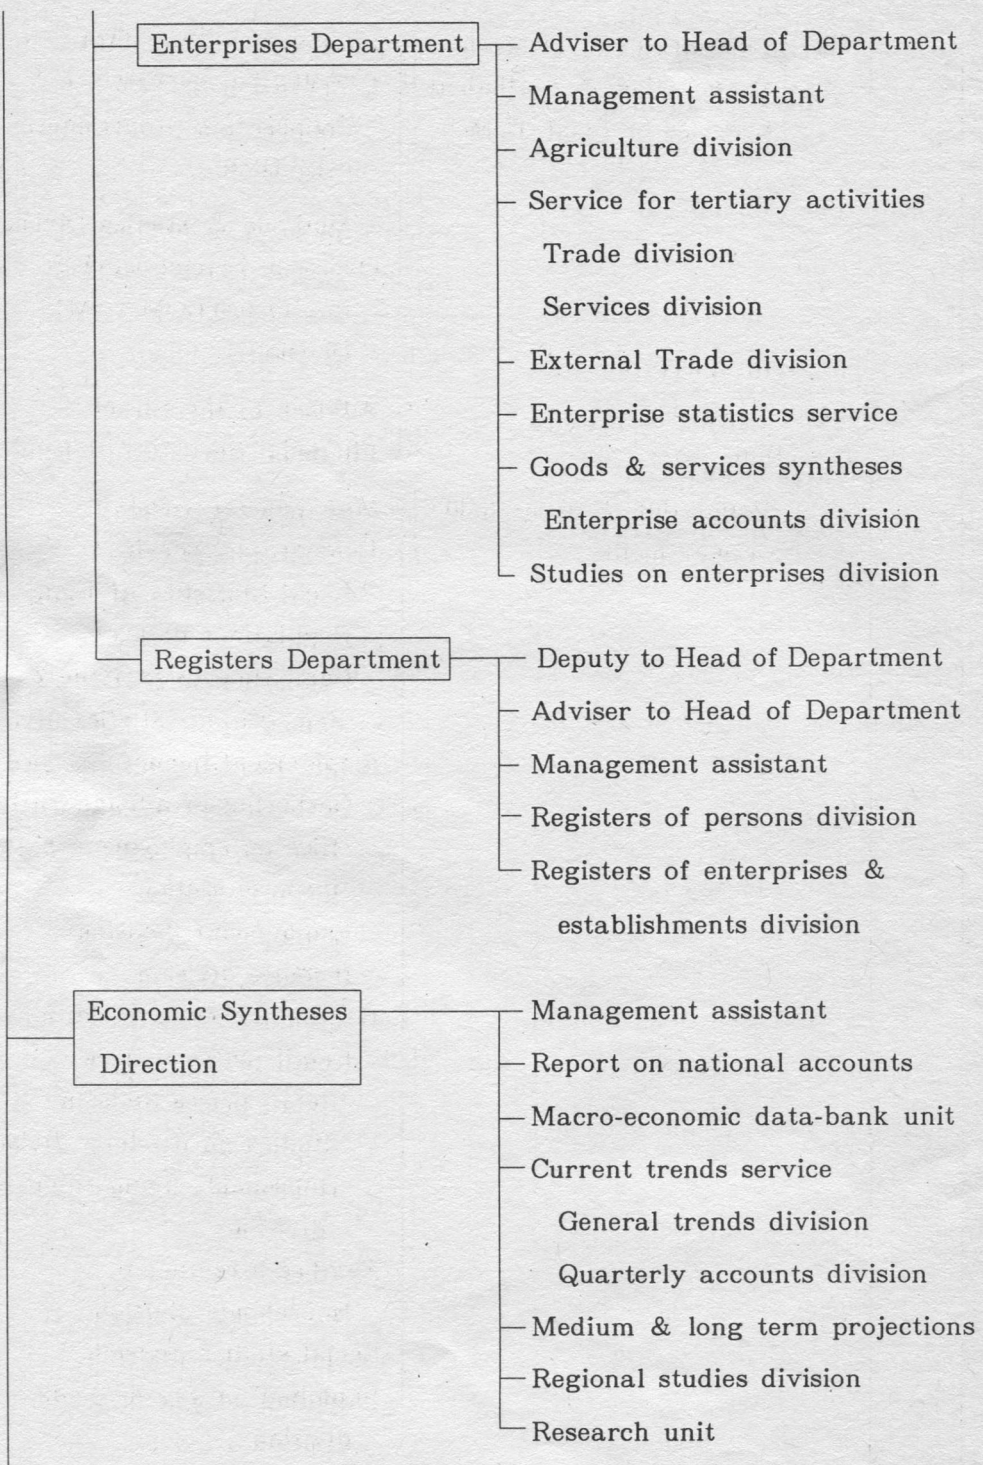 Enterprises Department
Adviser to Head of Department
Management assistant
Agriculture division
Service for tertiary activities
Trade division
Services division
External Trade division
Enterprise statistics service
Goods & services syntheses
Enterprise accounts division
Studies on enterprises division
Registers Department
Deputy to Head of Department
Adviser to Head of Department
Management assistant
Registers of persons division
Registers of enterprises &
establishments division
Economic Syntheses
Direction
Management assistant
Report on national accounts
Macro-economic data-bank unit
Current trends service
General trends division
Quarterly accounts division
Medium & long term projections
Regional studies division
Research unit